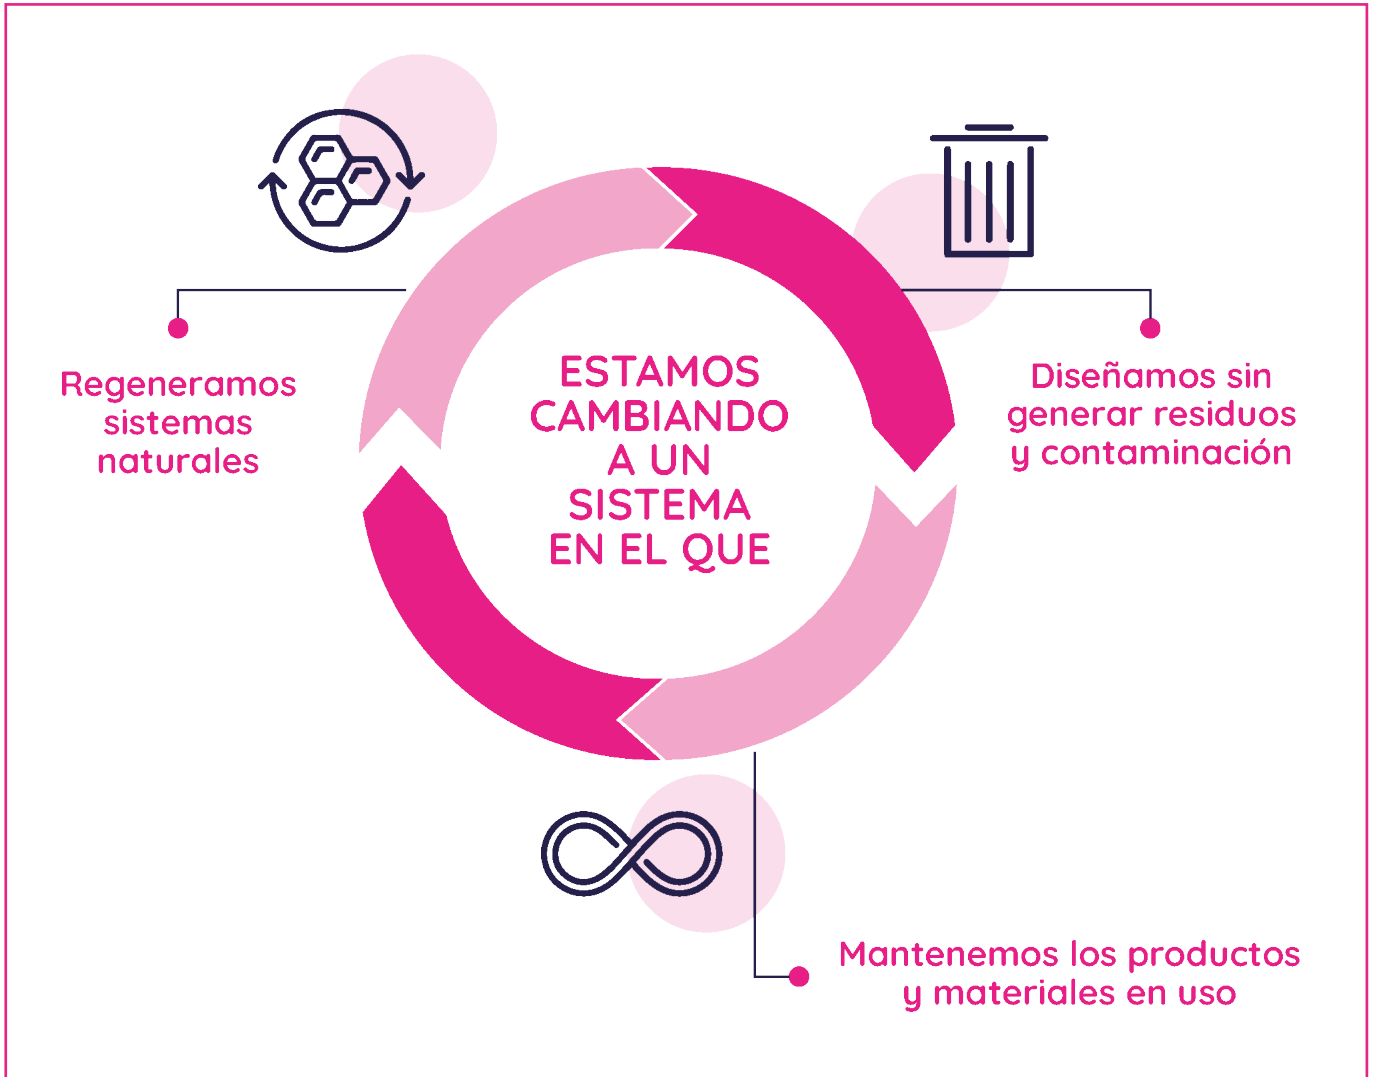 ESTAMOS
CAMBIANDO
A UN
SISTEMA
EN EL QUE
Regeneramos
sistemas
naturales
Diseñamos sin
generar residuos
y contaminación
Mantenemos los productos
y materiales en uso